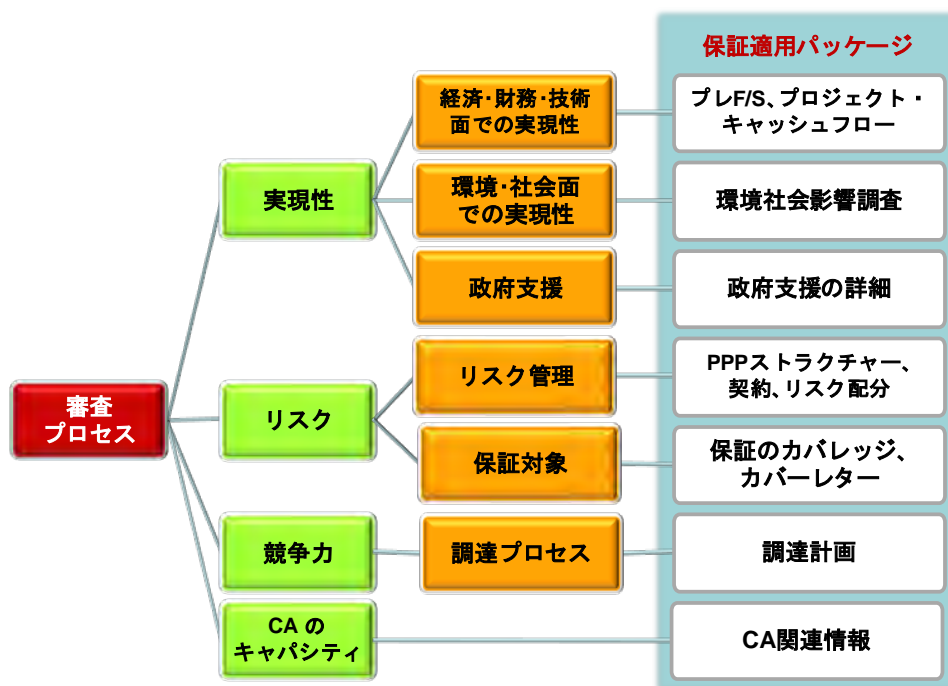 保証適用パッケージ
経済・財務・技術
面での実現性
プレF/S、プロジェクト・
キャッシュフロー
実現性
環境・社会面
での実現性
環境社会影響調査
政府支援
政府支援の詳細
審査
プロセス
リスク
リスク管理
PPPストラクチャー、
契約、リスク配分
保証対象
保証のカバレッジ、
カバーレター
競争力
調達プロセス
調達計画
CA の
キャパシティ
CA関連情報